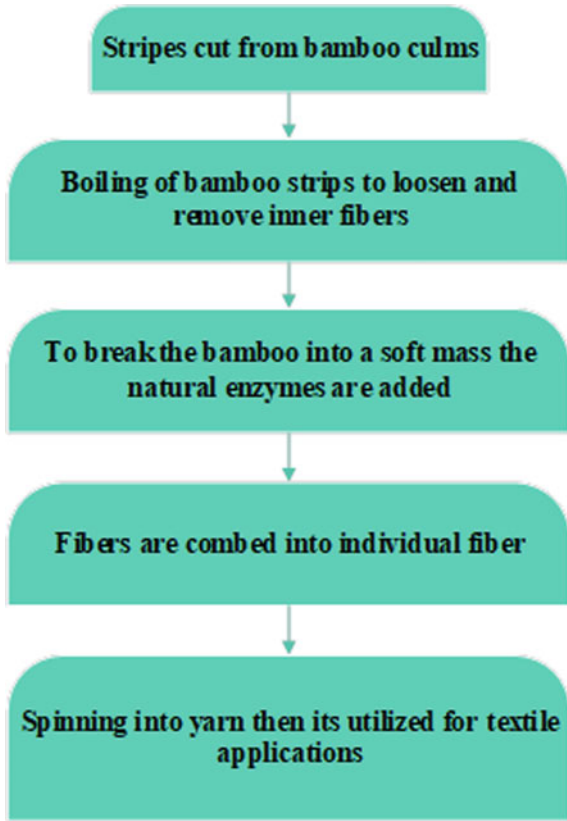 Stripes cut from bamboo culms
Boiling of bamboo strips to loosen and
remove inner fibers
To break the bamboo into a soft mass the
natural enzymes are added
Fibers are combed into individual fiber
Spinning into yarn then its utilized for textile
applications